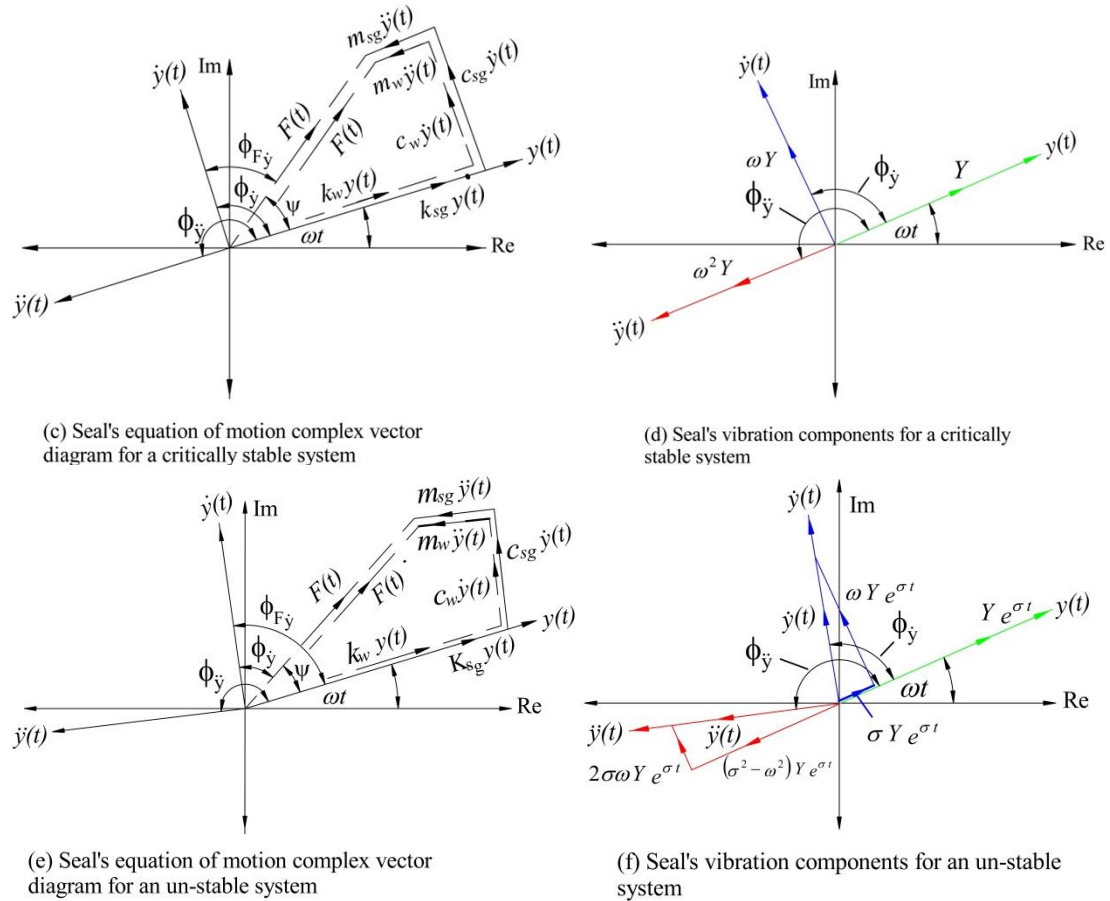 Im
ẏ(t)
m_sg ÿ(t)
m_w ÿ(t)
c_sg ẏ(t)
c_w ẏ(t)
F(t)
F(t)
ϕ_Fẏ
ϕ_ẏ
ϕ_ÿ
ψ
k_w y(t)
k_sg y(t)
y(t)
ωt
Re
ÿ(t)
(c) Seal's equation of motion complex vector
diagram for a critically stable system
ẏ(t)
Im
ωY
ϕ_ẏ
ϕ_ÿ
Y
y(t)
ωt
Re
ω² Y
ÿ(t)
(d) Seal's vibration components for a critically
stable system
ẏ(t)
Im
m_sg ÿ(t)
m_w ÿ(t)
c_sg ẏ(t)
c_w ẏ(t)
F(t)
F(t)
ϕ_Fẏ
ϕ_ẏ
ϕ_ÿ
ψ
k_w y(t)
K_sg y(t)
y(t)
ωt
Re
ÿ(t)
(e) Seal's equation of motion complex vector
diagram for an un-stable system
ẏ(t)
Im
ωY e^σt
Y e^σt
y(t)
ẏ(t)
ϕ_ẏ
ϕ_ÿ
ωt
Re
ÿ(t)
ÿ(t)
σY e^σt
2σωY e^σt
(σ²−ω²)Y e^σt
(f) Seal's vibration components for an un-stable
system